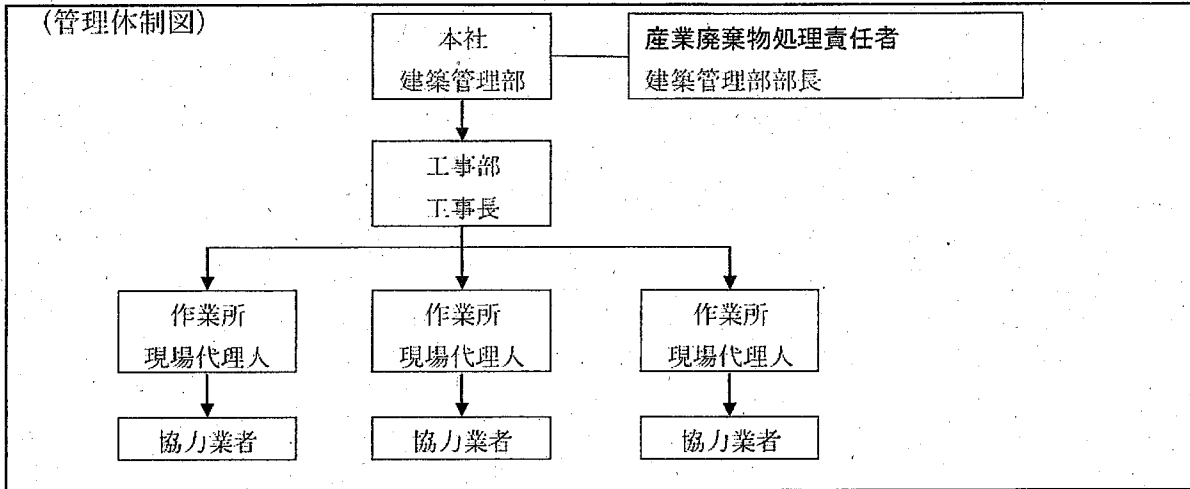 (管理体制図)
本社
建築管理部
産業廃棄物処理責任者
建築管理部部長
工事部
工事長
作業所
現場代理人
作業所
現場代理人
作業所
現場代理人
協力業者
協力業者
協力業者